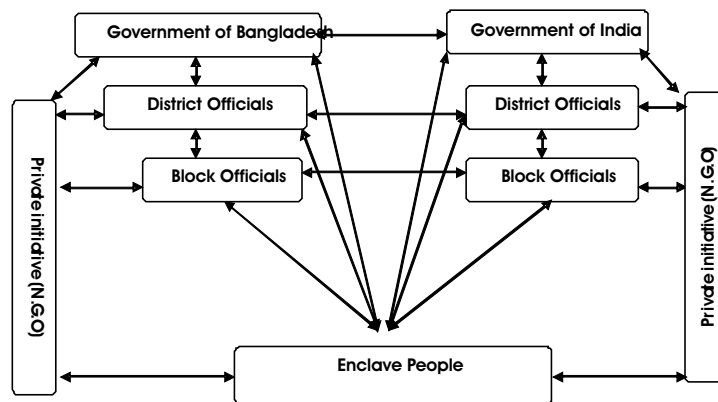 Government of Bangladesh
Government of India
District Officials
District Officials
Block Officials
Block Officials
Private initiative (N.G.O)
Private initiative (N.G.O)
Enclave People